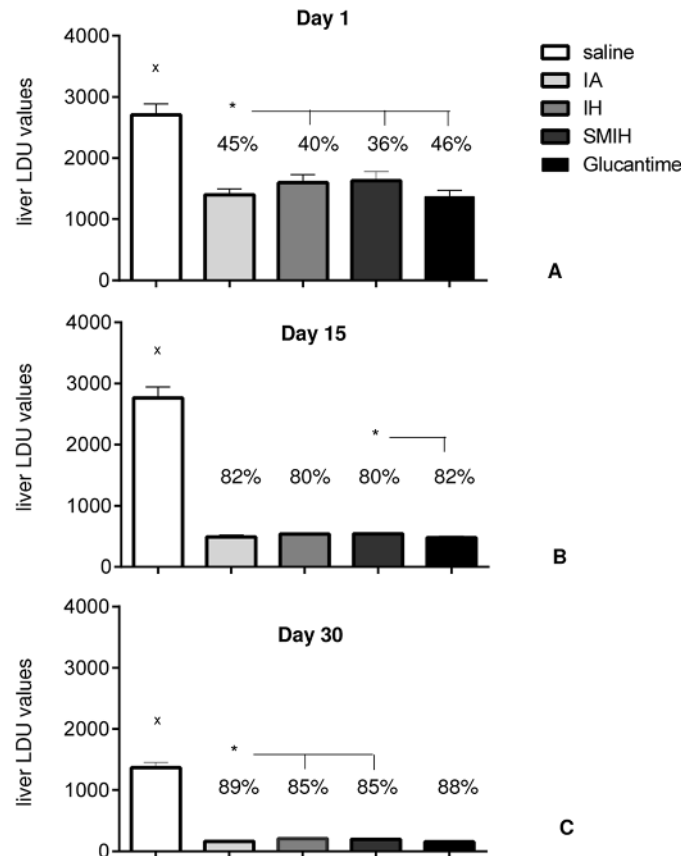 Day 1
liver LDU values
4000
3000
2000
1000
0
x
*
45% 40% 36% 46%
saline
IA
IH
SMIH
Glucantime
A
Day 15
liver LDU values
4000
3000
2000
1000
0
x
*
82% 80% 80% 82%
B
Day 30
liver LDU values
4000
3000
2000
1000
0
x
*
89% 85% 85% 88%
C